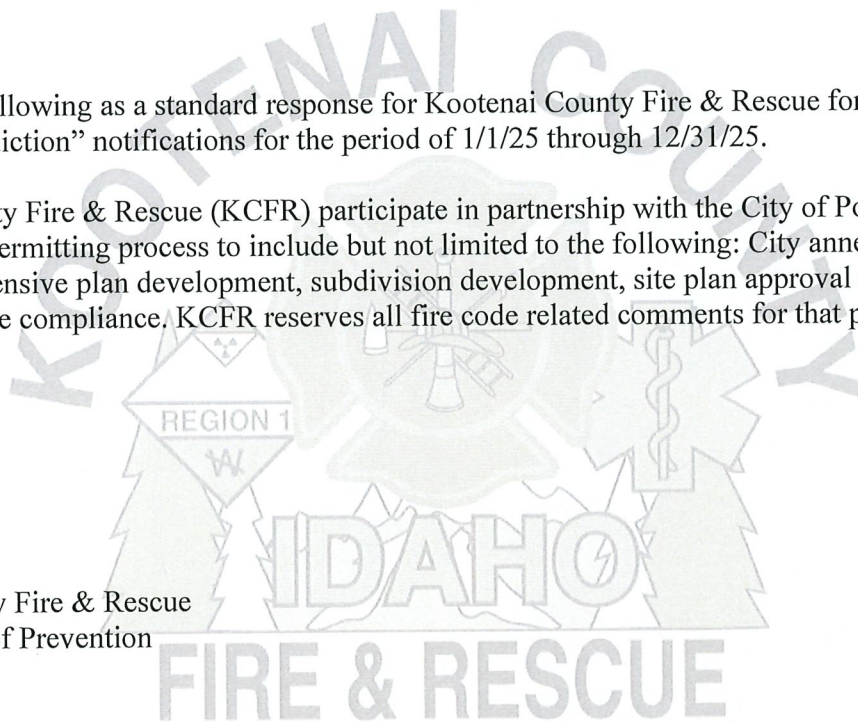 KOOTENAI COUNTY
llowing as a standard response for Kootenai County Fire & Rescue for
iction” notifications for the period of 1/1/25 through 12/31/25.
ty Fire & Rescue (KCFR) participate in partnership with the City of Po
ermitting process to include but not limited to the following: City anne
ensive plan development, subdivision development, site plan approval
e compliance. KCFR reserves all fire code related comments for that p
REGION 1
IDAHO
y Fire & Rescue
f Prevention
FIRE & RESCUE